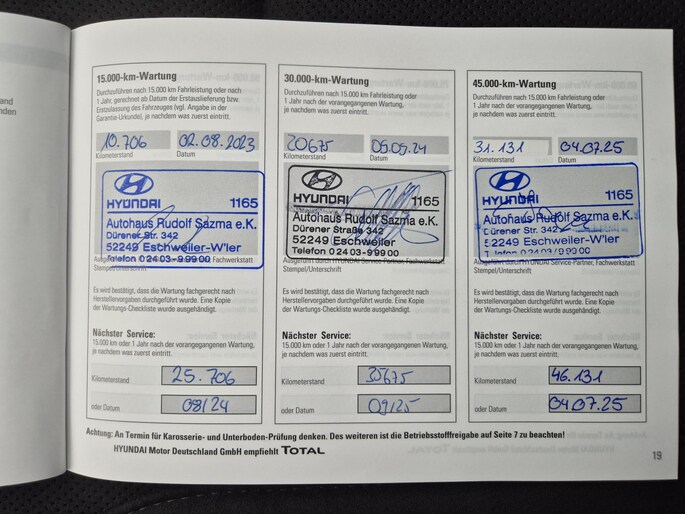 and
nden
15.000-km-Wartung
Durchzuführen nach 15.000 km Fahrleistung oder
1 Jahr, gerechnet ab Datum der Erstauslieferung bzw.
Erstzulassung des Fahrzeuges (vgl. Angabe in der
Garantie-Urkunde), je nachdem was zuerst eintrifft.
10.706 02.08.2023
Kilometerstand Datum
HYUNDAI 1165
Autohaus Rudolf Sazma e.K.
Dürener Str. 342
52249 Eschweiler-W'ler
Telefon 0 24 03 - 9 99 00
Fachwerkstatt
Stempel/Unterschrift
Es wird bestätigt, dass die Wartung fachgerecht nach
Herstellervorgaben durchgeführt wurde. Eine Kopie
der Wartungs-Checkliste wurde ausgehändigt.
Nächster Service:
15.000 km oder 1 Jahr nach der vorangegangenen Wartung,
je nachdem was zuerst eintritt.
Kilometerstand 25.706
oder Datum 08/24
30.000-km-Wartung
Durchzuführen nach 15.000 km Fahrleistung oder
1 Jahr nach der vorangegangenen Wartung,
je nachdem was zuerst eintritt.
20675 05.09.24
Kilometerstand Datum
HYUNDAI 1165
Autohaus Rudolf Sazma e.K.
Dürener Straße 342
52249 Eschweiler
Telefon 0 24 03 - 9 99 00
Ausgeführt durch HYUNDAI Service-Partner, Fachwerkstatt
Stempel/Unterschrift
Es wird bestätigt, dass die Wartung fachgerecht nach
Herstellervorgaben durchgeführt wurde. Eine Kopie
der Wartungs-Checkliste wurde ausgehändigt.
Nächster Service:
15.000 km oder 1 Jahr nach der vorangegangenen Wartung,
je nachdem was zuerst eintritt.
Kilometerstand 35675
oder Datum 09/25
45.000-km-Wartung
Durchzuführen nach 15.000 km Fahrleistung oder
1 Jahr nach der vorangegangenen Wartung,
je nachdem was zuerst eintritt.
31.131 04.07.25
Kilometerstand Datum
HYUNDAI 1165
Autohaus Rudolf Sazma e.K.
Dürener Str. 342
52249 Eschweiler-W'ler
Telefon 0 24 03 - 9 99 00
Ausgeführt durch HYUNDAI Service-Partner, Fachwerkstatt
Stempel/Unterschrift
Es wird bestätigt, dass die Wartung fachgerecht nach
Herstellervorgaben durchgeführt wurde. Eine Kopie
der Wartungs-Checkliste wurde ausgehändigt.
Nächster Service:
15.000 km oder 1 Jahr nach der vorangegangenen Wartung,
je nachdem was zuerst eintritt.
Kilometerstand 46.131
oder Datum 04.07.25
Achtung: An Termin für Karosserie- und Unterboden-Prüfung denken. Des weiteren ist die Betriebsstofffreigabe auf Seite 7 zu beachten!
HYUNDAI Motor Deutschland GmbH empfiehlt TOTAL
19